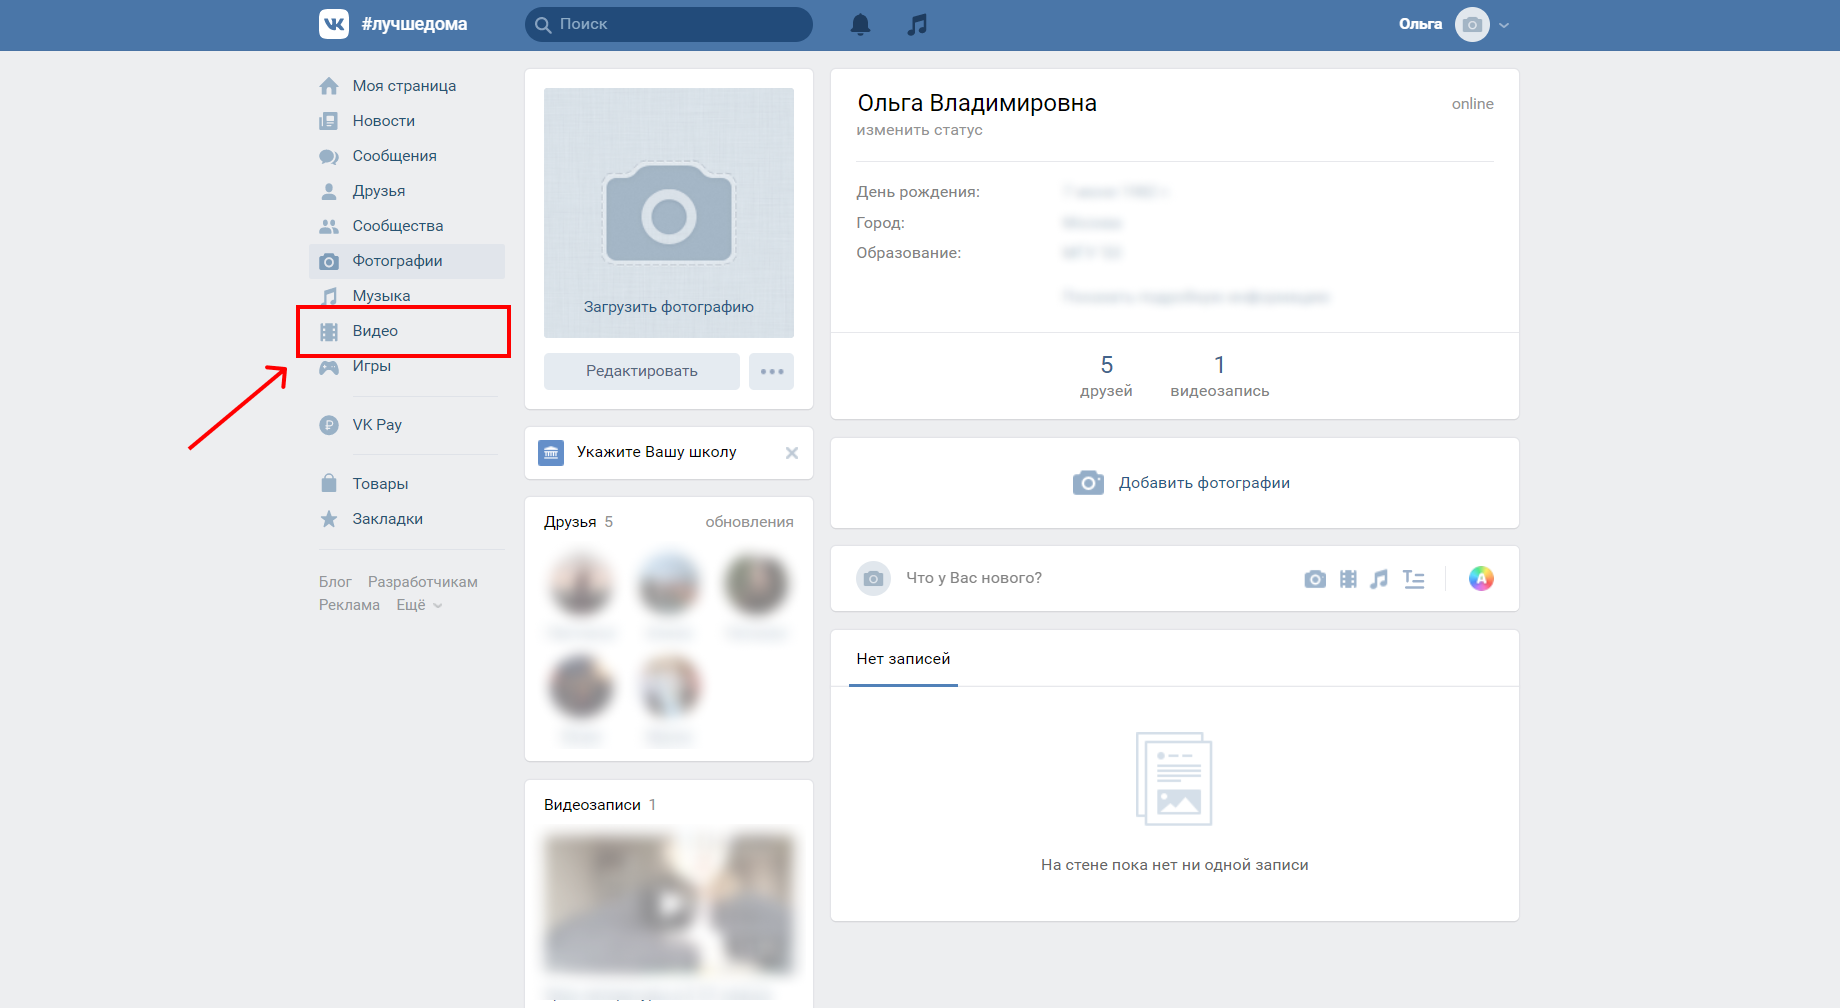 #лучшедома
Поиск
Ольга
Моя страница
Новости
Сообщения
Друзья
Сообщества
Фотографии
Музыка
Видео
Игры
VK Pay
Товары
Закладки
Блог Разработчикам
Реклама Ещё
Загрузить фотографию
Редактировать
Укажите Вашу школу
Друзья 5 обновления
Видеозаписи 1
Ольга Владимировна online
изменить статус
День рождения:
Город:
Образование:
5 1
друзей видеозапись
Добавить фотографии
Что у Вас нового?
Нет записей
На стене пока нет ни одной записи